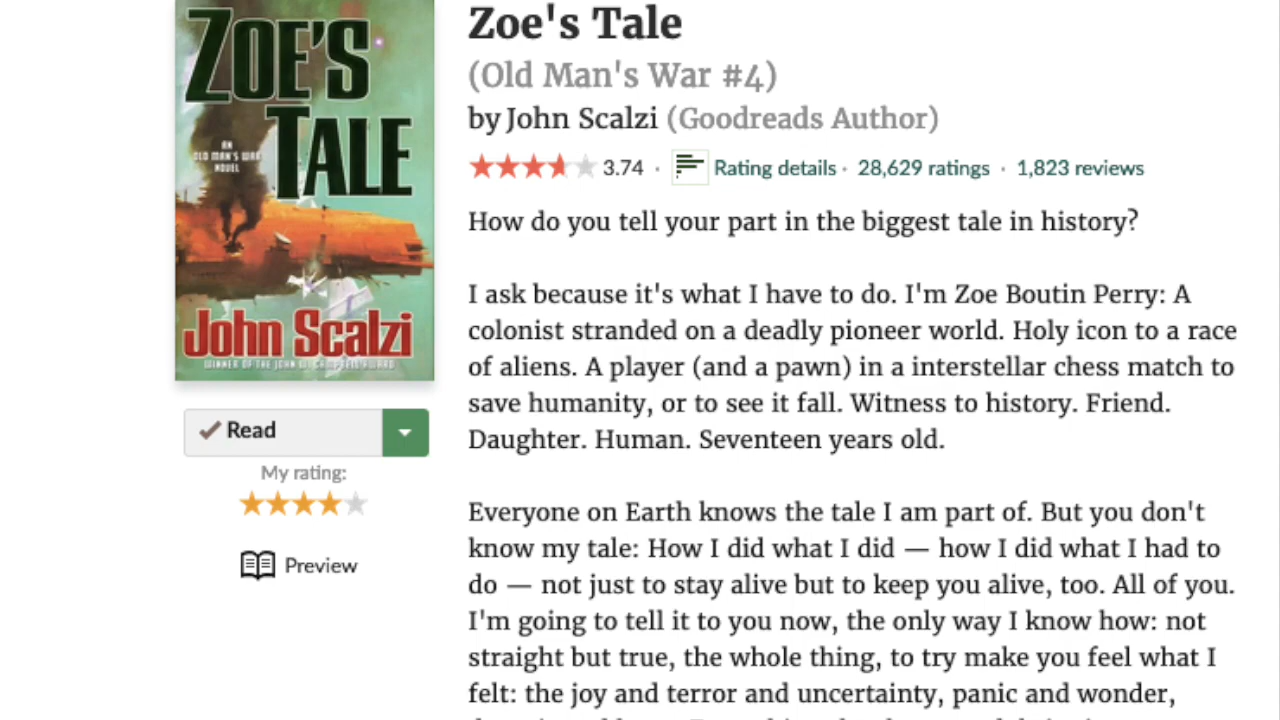 ZOE'S
TALE
AN
OLD MAN'S WAR
NOVEL
John Scalzi
WINNER OF THE JOHN W. CAMPBELL AWARD
Read
My rating:
Preview
Zoe's Tale
(Old Man's War #4)
by John Scalzi (Goodreads Author)
3.74 · Rating details · 28,629 ratings · 1,823 reviews
How do you tell your part in the biggest tale in history?
I ask because it's what I have to do. I'm Zoe Boutin Perry: A
colonist stranded on a deadly pioneer world. Holy icon to a race
of aliens. A player (and a pawn) in a interstellar chess match to
save humanity, or to see it fall. Witness to history. Friend.
Daughter. Human. Seventeen years old.
Everyone on Earth knows the tale I am part of. But you don't
know my tale: How I did what I did — how I did what I had to
do — not just to stay alive but to keep you alive, too. All of you.
I'm going to tell it to you now, the only way I know how: not
straight but true, the whole thing, to try make you feel what I
felt: the joy and terror and uncertainty, panic and wonder,